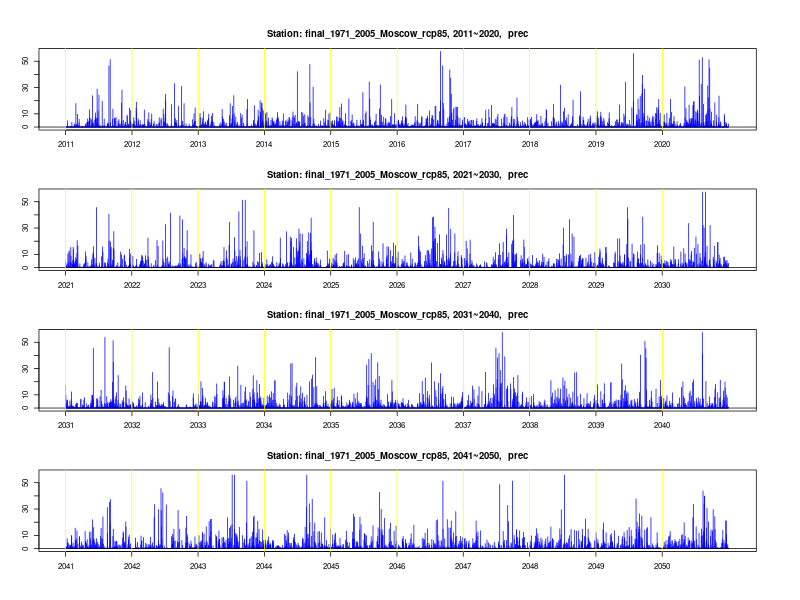 Station: final_1971_2005_Moscow_rcp85, 2011~2020, prec
50
30
10
0
2011 2012 2013 2014 2015 2016 2017 2018 2019 2020
Station: final_1971_2005_Moscow_rcp85, 2021~2030, prec
50
30
10
0
2021 2022 2023 2024 2025 2026 2027 2028 2029 2030
Station: final_1971_2005_Moscow_rcp85, 2031~2040, prec
50
30
10
0
2031 2032 2033 2034 2035 2036 2037 2038 2039 2040
Station: final_1971_2005_Moscow_rcp85, 2041~2050, prec
50
30
10
0
2041 2042 2043 2044 2045 2046 2047 2048 2049 2050